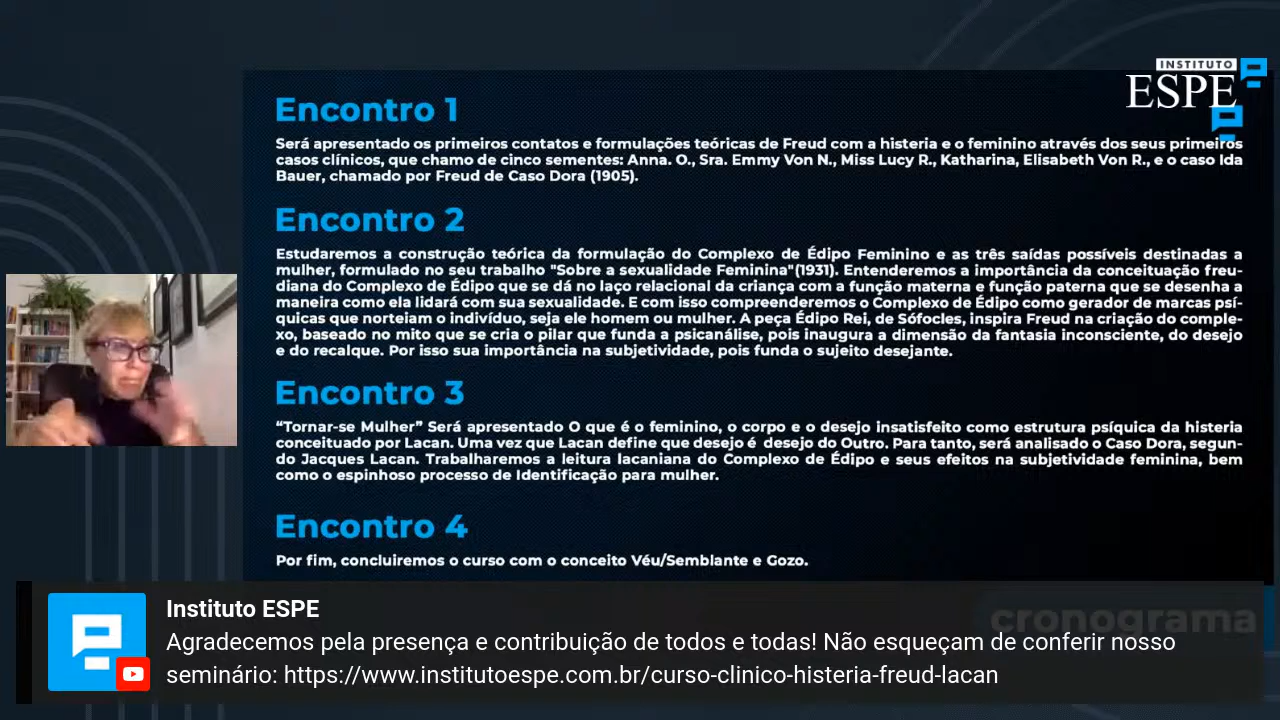 INSTITUTO
ESPE
Encontro 1
Será apresentado os primeiros contatos e formulações teóricas de Freud com a histeria e o feminino através dos seus primeiros
casos clínicos, que chamo de cinco sementes: Anna. O., Sra. Emmy Von N., Miss Lucy R., Katharina, Elisabeth Von R., e o caso Ida
Bauer, chamado por Freud de Caso Dora (1905).
Encontro 2
Estudaremos a construção teórica da formulação do Complexo de Édipo Feminino e as três saídas possíveis destinadas a
mulher, formulado no seu trabalho "Sobre a sexualidade Feminina"(1931). Entenderemos a importância da conceituação freu-
diana do Complexo de Édipo que se dá no laço relacional da criança com a função materna e função paterna que se desenha a
maneira como ela lidará com sua sexualidade. E com isso compreenderemos o Complexo de Édipo como gerador de marcas psí-
quicas que norteiam o indivíduo, seja ele homem ou mulher. A peça Édipo Rei, de Sófocles, inspira Freud na criação do comple-
xo, baseado no mito que se cria o pilar que funda a psicanálise, pois inaugura a dimensão da fantasia inconsciente, do desejo
e do recalque. Por isso sua importância na subjetividade, pois funda o sujeito desejante.
Encontro 3
“Tornar-se Mulher” Será apresentado O que é o feminino, o corpo e o desejo insatisfeito como estrutura psíquica da histeria
conceituado por Lacan. Uma vez que Lacan define que desejo é desejo do Outro. Para tanto, será analisado o Caso Dora, segun-
do Jacques Lacan. Trabalharemos a leitura lacaniana do Complexo de Édipo e seus efeitos na subjetividade feminina, bem
como o espinhoso processo de Identificação para mulher.
Encontro 4
Por fim, concluiremos o curso com o conceito Véu/Semblante e Gozo.
cronograma
Instituto ESPE
Agradecemos pela presença e contribuição de todos e todas! Não esqueçam de conferir nosso
seminário: https://www.institutoespe.com.br/curso-clinico-histeria-freud-lacan